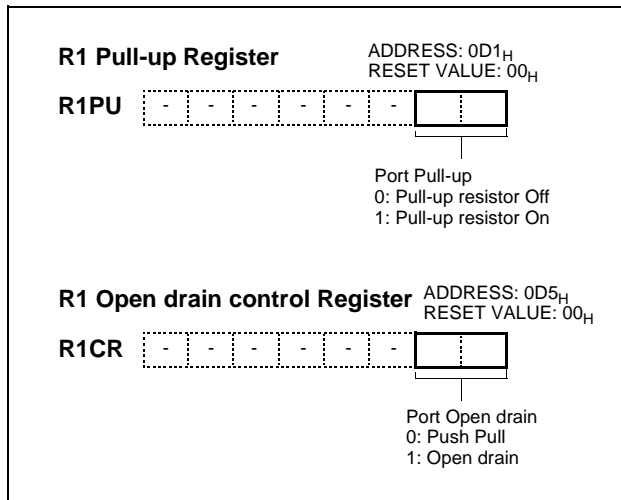 R1 Pull-up Register
ADDRESS: 0D1H
RESET VALUE: 00H
R1PU - - - - - -
Port Pull-up
0: Pull-up resistor Off
1: Pull-up resistor On
R1 Open drain control Register
ADDRESS: 0D5H
RESET VALUE: 00H
R1CR - - - - - -
Port Open drain
0: Push Pull
1: Open drain